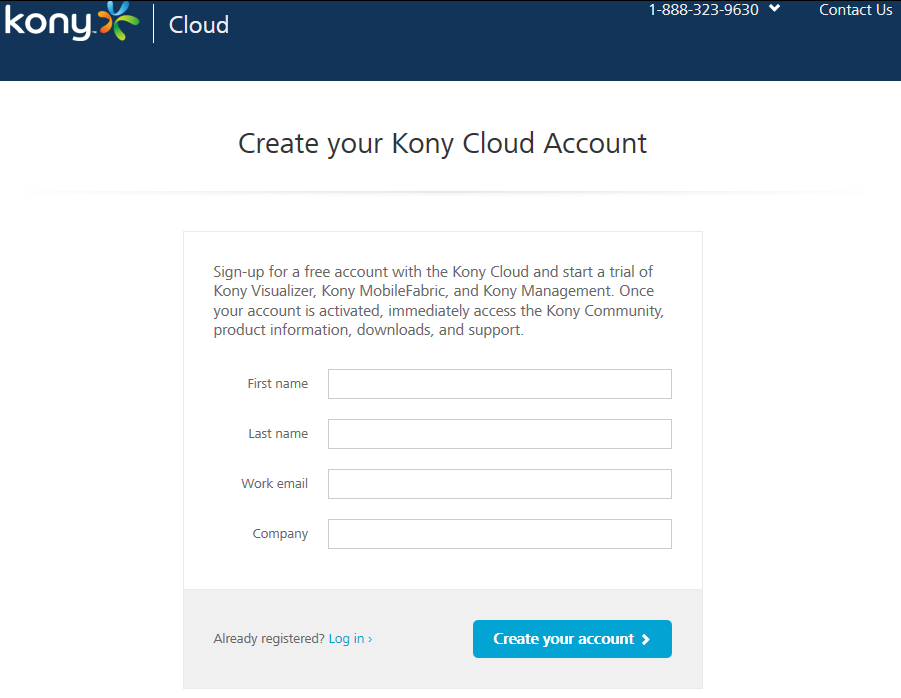 kony Cloud 1-888-323-9630 Contact Us
Create your Kony Cloud Account
Sign-up for a free account with the Kony Cloud and start a trial of
Kony Visualizer, Kony MobileFabric, and Kony Management. Once
your account is activated, immediately access the Kony Community,
product information, downloads, and support.
First name
Last name
Work email
Company
Already registered? Log in › Create your account ›